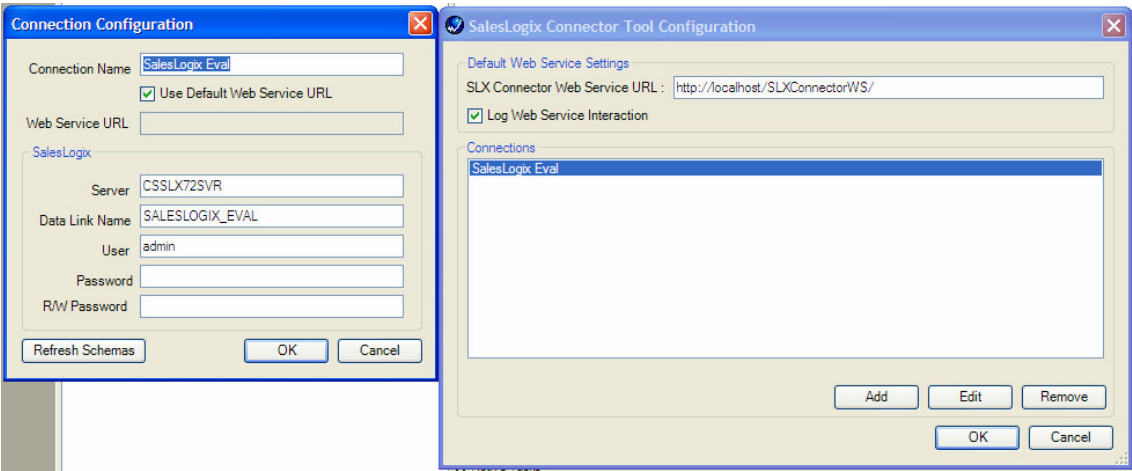 Connection Configuration
Connection Name SalesLogix Eval
Use Default Web Service URL
Web Service URL
SalesLogix
Server CSSLX72SVR
Data Link Name SALESLOGIX_EVAL
User admin
Password
R/W Password
Refresh Schemas OK Cancel
SalesLogix Connector Tool Configuration
Default Web Service Settings
SLX Connector Web Service URL : http://localhost/SLXConnectorWS/
Log Web Service Interaction
Connections
SalesLogix Eval
Add Edit Remove
OK Cancel